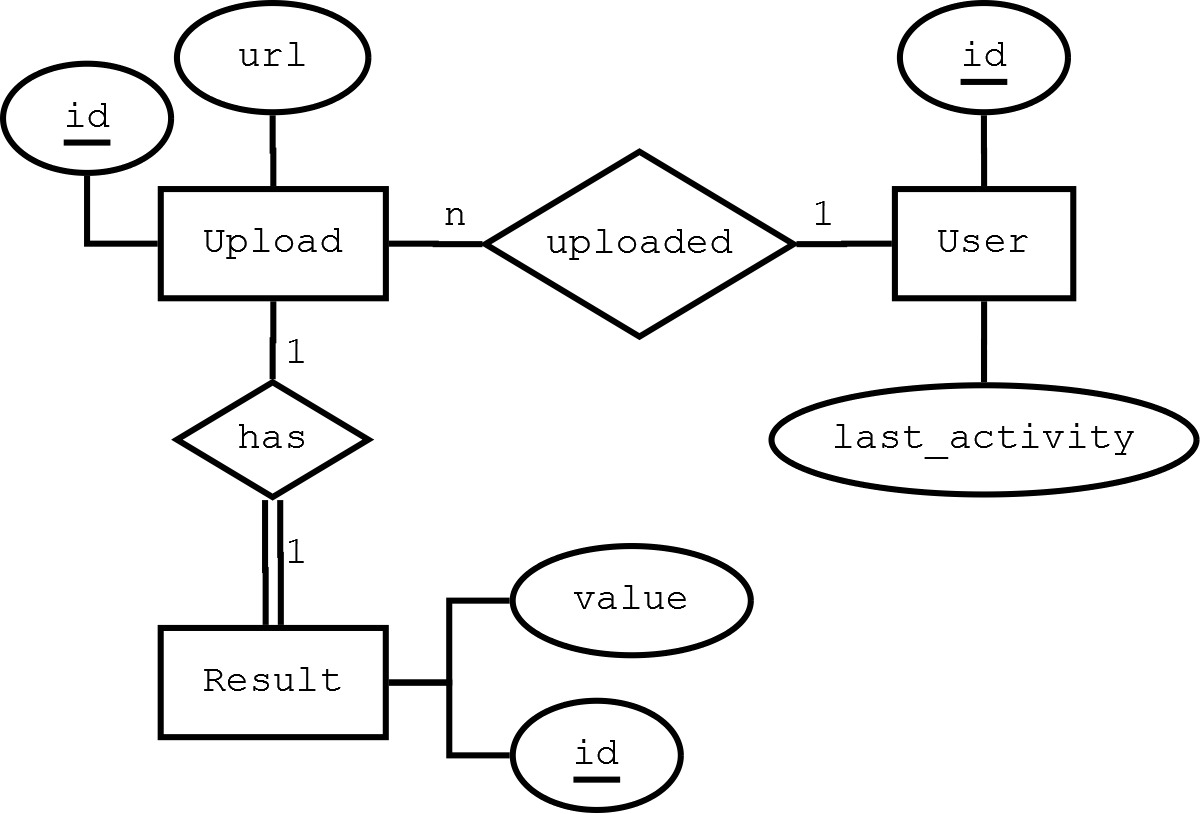 url
id
id
Upload
n
uploaded
1
User
1
has
last_activity
1
value
Result
id